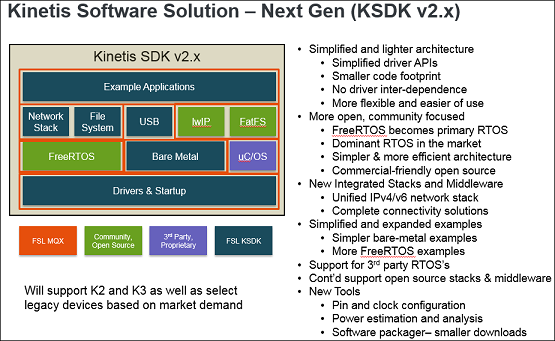 Kinetis Software Solution – Next Gen (KSDK v2.x)
Kinetis SDK v2.x
Example Applications
Network Stack
File System
USB
lwIP
FatFS
FreeRTOS
Bare Metal
uC/OS
Drivers & Startup
FSL MQX
Community, Open Source
3rd Party, Proprietary
FSL KSDK
Will support K2 and K3 as well as select
legacy devices based on market demand
• Simplified and lighter architecture
• Simplified driver APIs
• Smaller code footprint
• No driver inter-dependence
• More flexible and easier of use
• More open, community focused
• FreeRTOS becomes primary RTOS
• Dominant RTOS in the market
• Simpler & more efficient architecture
• Commercial-friendly open source
• New Integrated Stacks and Middleware
• Unified IPv4/v6 network stack
• Complete connectivity solutions
• Simplified and expanded examples
• Simpler bare-metal examples
• More FreeRTOS examples
• Support for 3rd party RTOS's
• Cont'd support open source stacks & middleware
• New Tools
• Pin and clock configuration
• Power estimation and analysis
• Software packager– smaller downloads